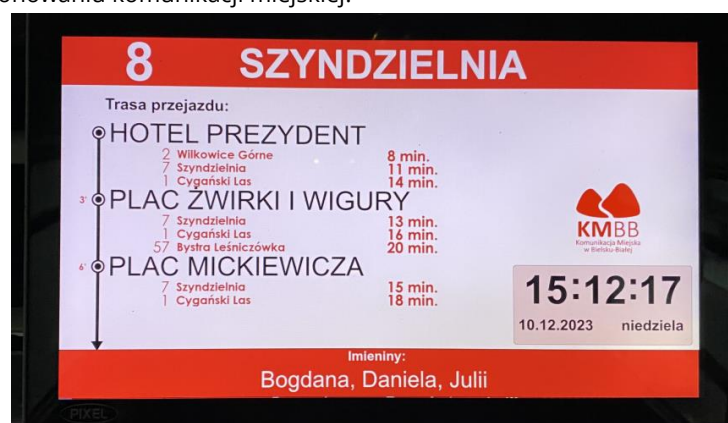 8 SZYNDZIELNIA
Trasa przejazdu:
HOTEL PREZYDENT
2 Wilkowice Górne 8 min.
7 Szyndzielnia 11 min.
1 Cygański Las 14 min.
3' PLAC ŻWIRKI I WIGURY
7 Szyndzielnia 13 min.
1 Cygański Las 16 min.
57 Bystra Leśniczówka 20 min.
6' PLAC MICKIEWICZA
7 Szyndzielnia 15 min.
1 Cygański Las 18 min.
KMBB
Komunikacja Miejska
w Bielsku-Białej
15:12:17
10.12.2023 niedziela
Imieniny:
Bogdana, Daniela, Julii
PIXEL